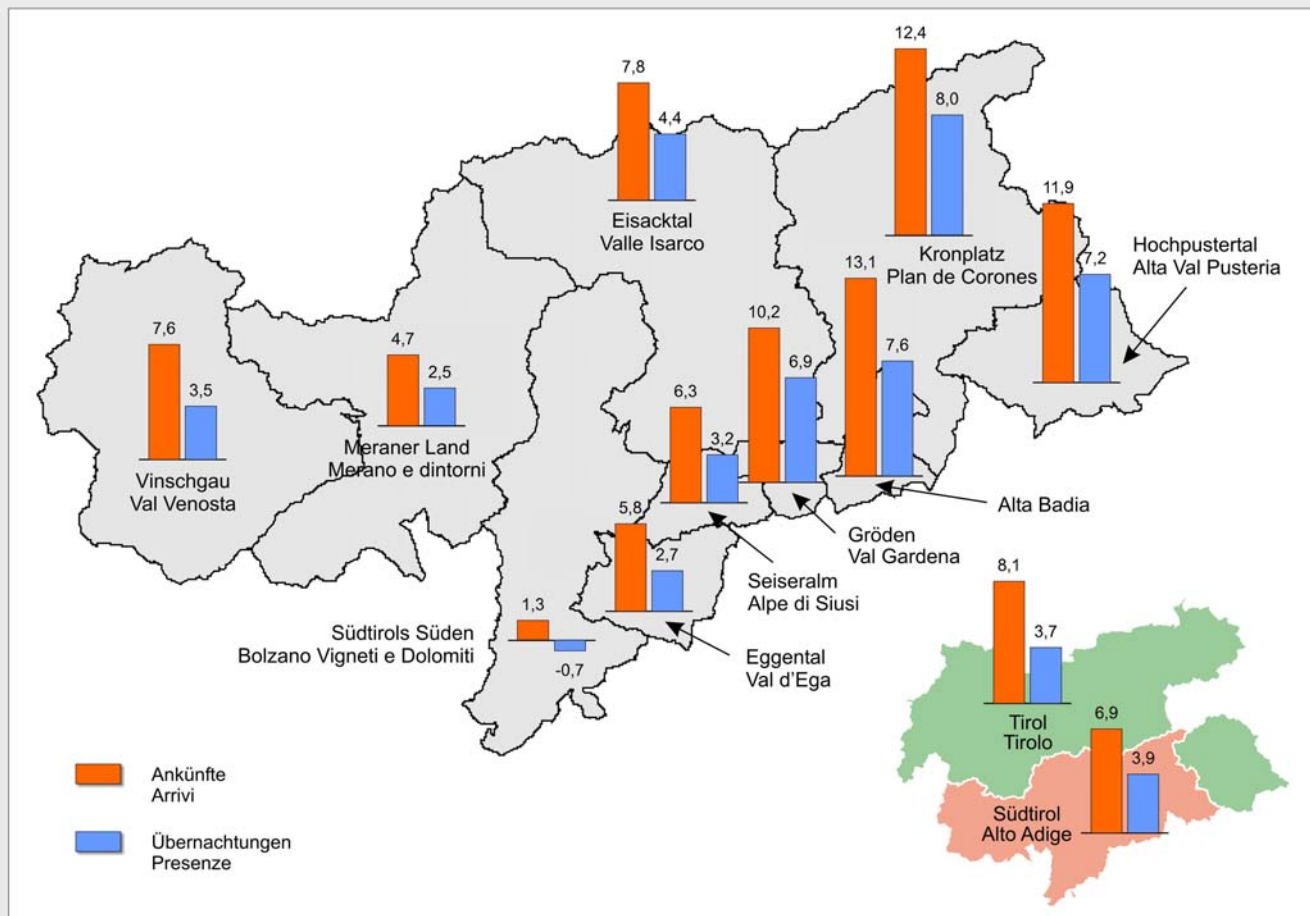 12,4
8,0
7,8
4,4
Eisacktal
Valle Isarco
Kronplatz
Plan de Corones
11,9
7,2
Hochpustertal
Alta Val Pusteria
13,1
7,6
10,2
6,9
7,6
3,5
Vinschgau
Val Venosta
4,7
2,5
Meraner Land
Merano e dintorni
6,3
3,2
Alta Badia
Gröden
Val Gardena
5,8
2,7
Seiseralm
Alpe di Siusi
1,3
-0,7
Südtirols Süden
Bolzano Vigneti e Dolomiti
Eggental
Val d'Ega
8,1
3,7
Tirol
Tirolo
6,9
3,9
Südtirol
Alto Adige
Ankünfte
Arrivi
Übernachtungen
Presenze